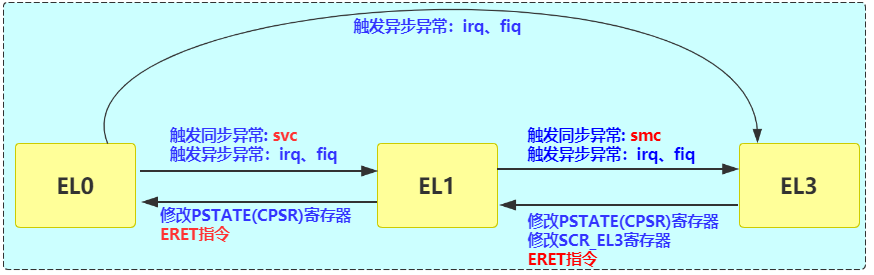 触发异步异常：irq、fiq
触发同步异常: svc
触发异步异常：irq、fiq
触发同步异常: smc
触发异步异常：irq、fiq
EL0
EL1
EL3
修改PSTATE(CPSR)寄存器
ERET指令
修改PSTATE(CPSR)寄存器
修改SCR_EL3寄存器
ERET指令